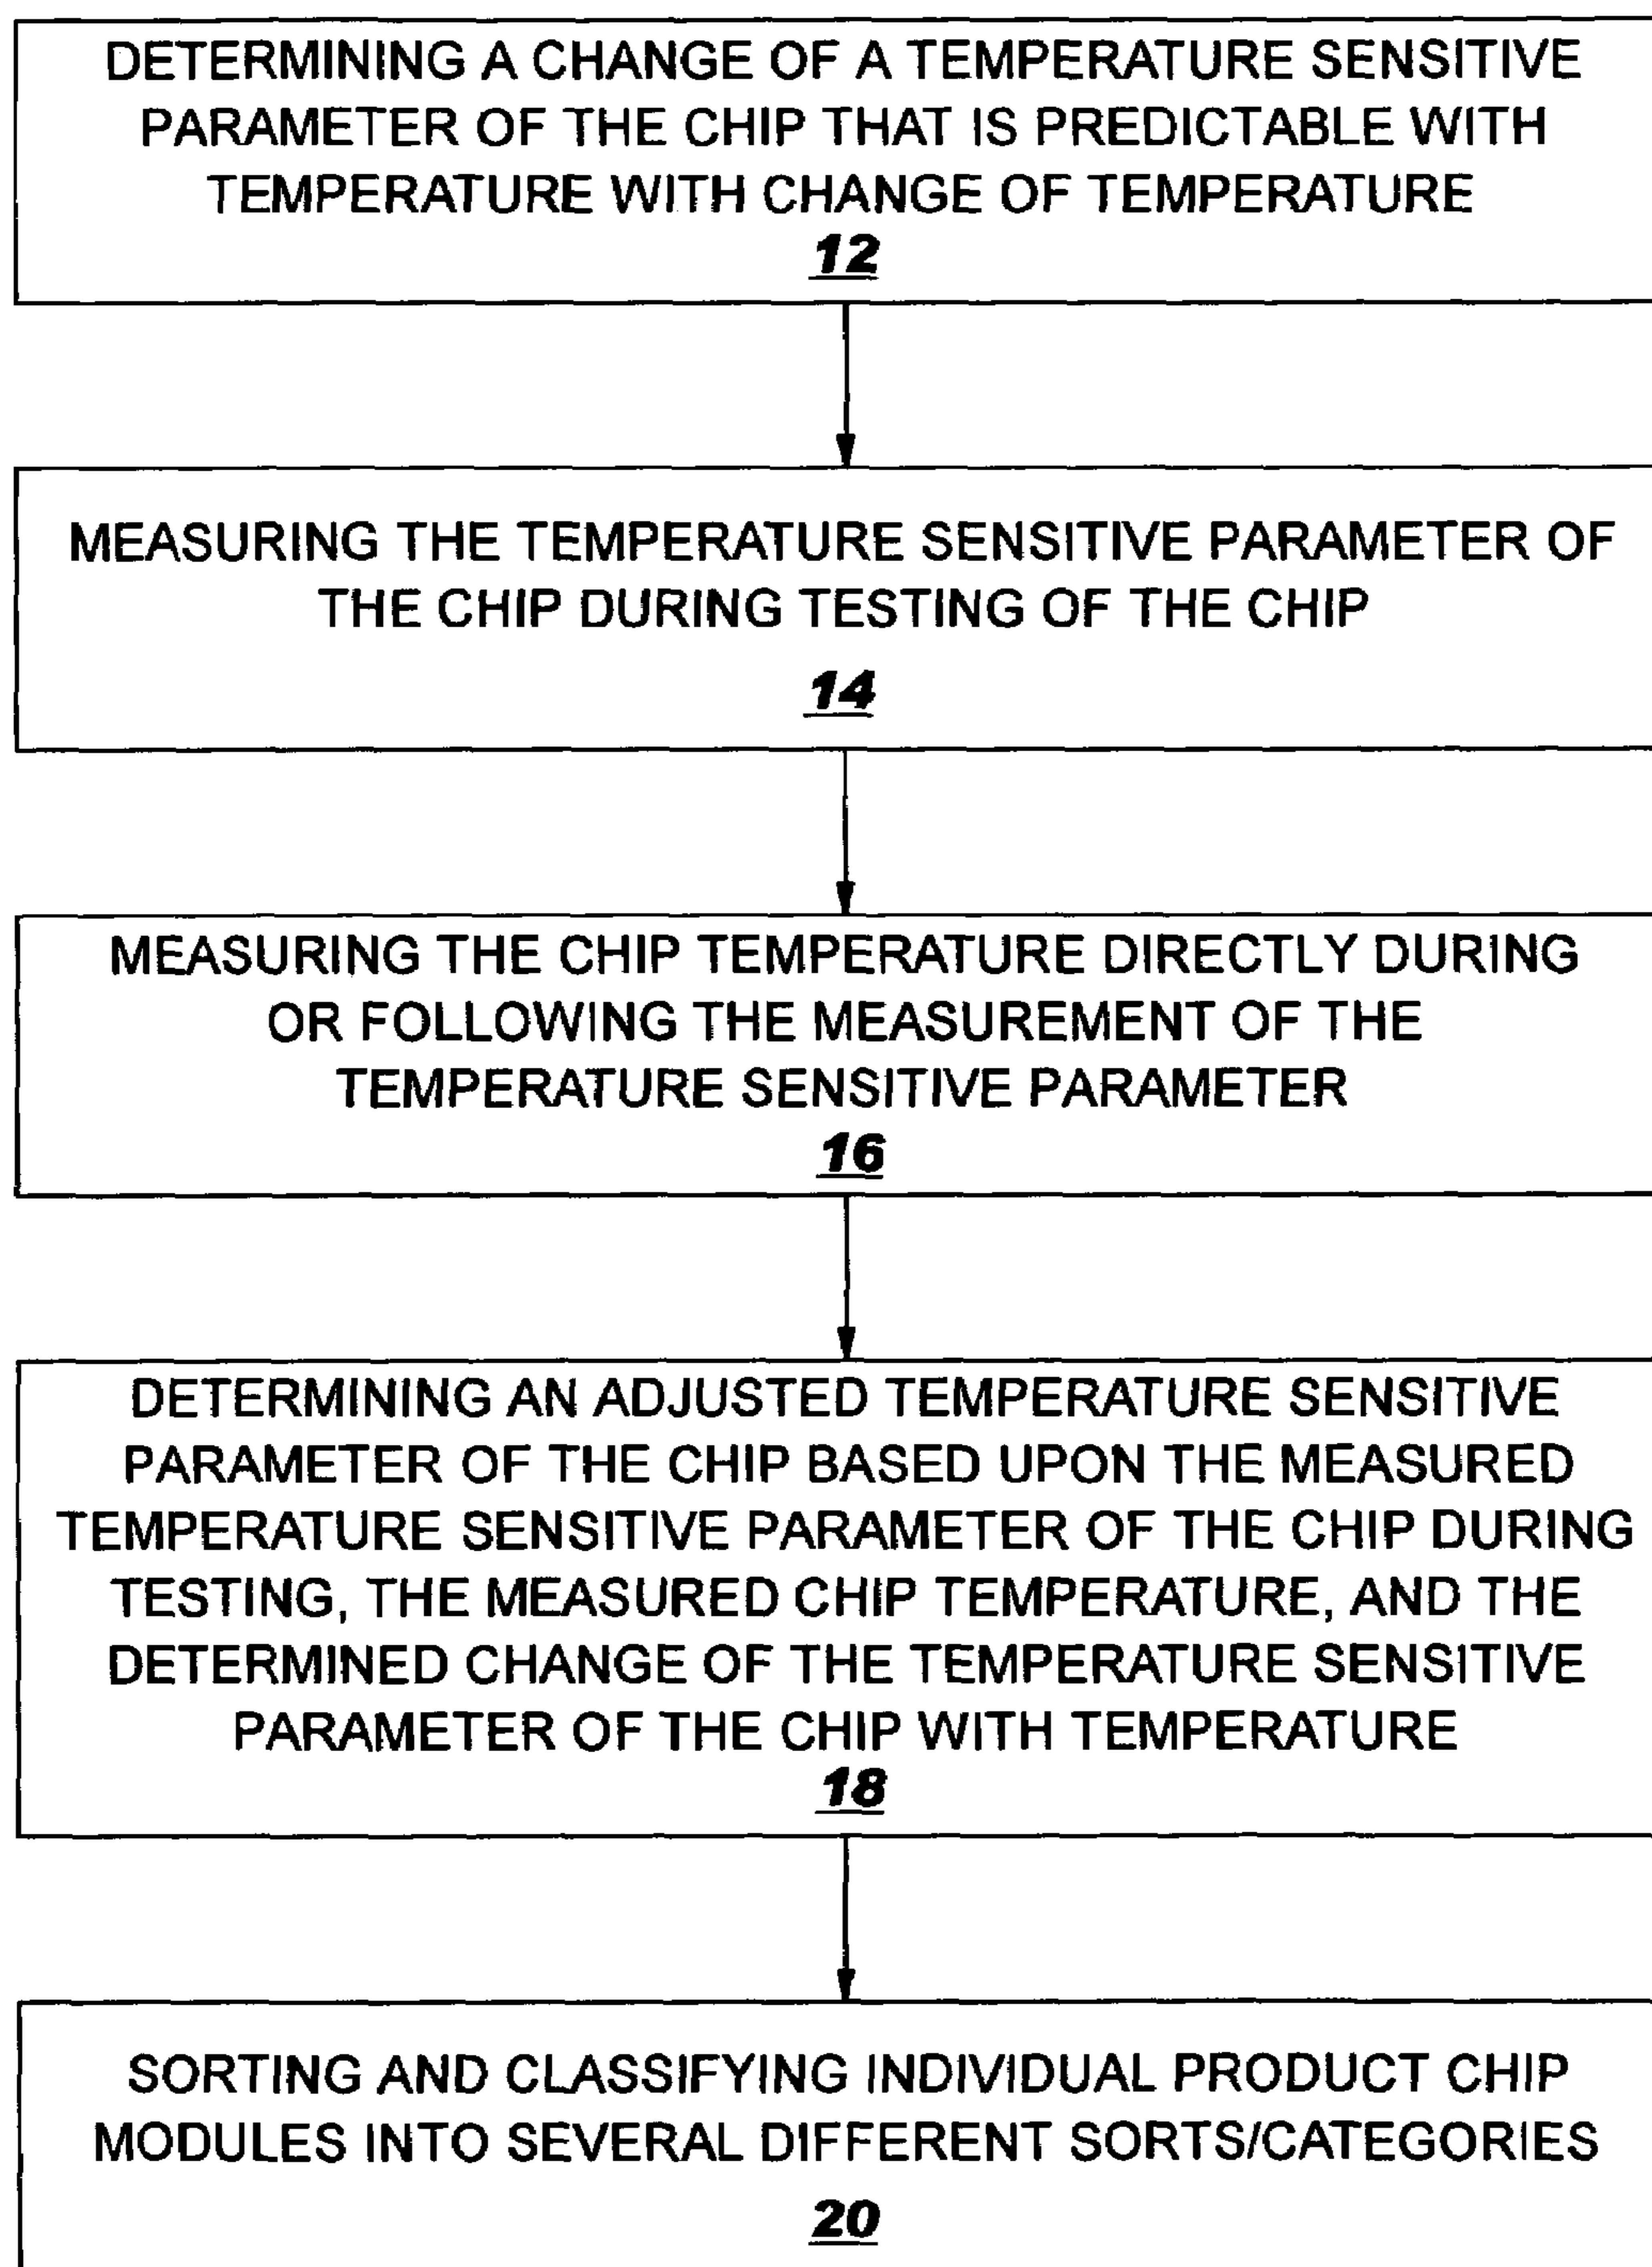 DETERMINING A CHANGE OF A TEMPERATURE SENSITIVE
PARAMETER OF THE CHIP THAT IS PREDICTABLE WITH
TEMPERATURE WITH CHANGE OF TEMPERATURE
12
MEASURING THE TEMPERATURE SENSITIVE PARAMETER OF
THE CHIP DURING TESTING OF THE CHIP
14
MEASURING THE CHIP TEMPERATURE DIRECTLY DURING
OR FOLLOWING THE MEASUREMENT OF THE
TEMPERATURE SENSITIVE PARAMETER
16
DETERMINING AN ADJUSTED TEMPERATURE SENSITIVE
PARAMETER OF THE CHIP BASED UPON THE MEASURED
TEMPERATURE SENSITIVE PARAMETER OF THE CHIP DURING
TESTING, THE MEASURED CHIP TEMPERATURE, AND THE
DETERMINED CHANGE OF THE TEMPERATURE SENSITIVE
PARAMETER OF THE CHIP WITH TEMPERATURE
18
SORTING AND CLASSIFYING INDIVIDUAL PRODUCT CHIP
MODULES INTO SEVERAL DIFFERENT SORTS/CATEGORIES
20